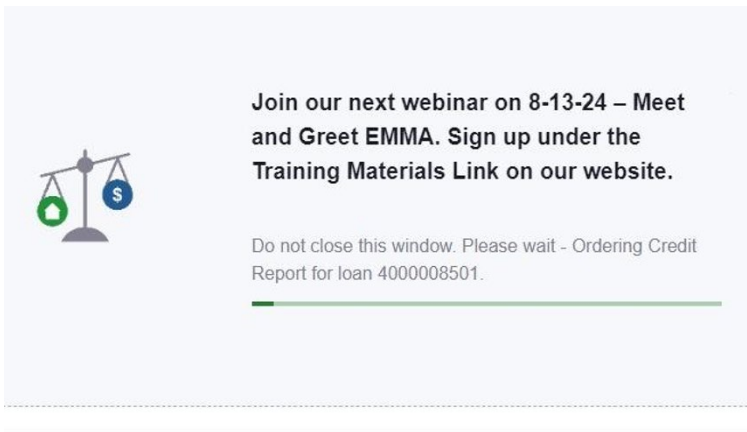 Join our next webinar on 8-13-24 – Meet
and Greet EMMA. Sign up under the
Training Materials Link on our website.
$
Do not close this window. Please wait - Ordering Credit
Report for loan 4000008501.